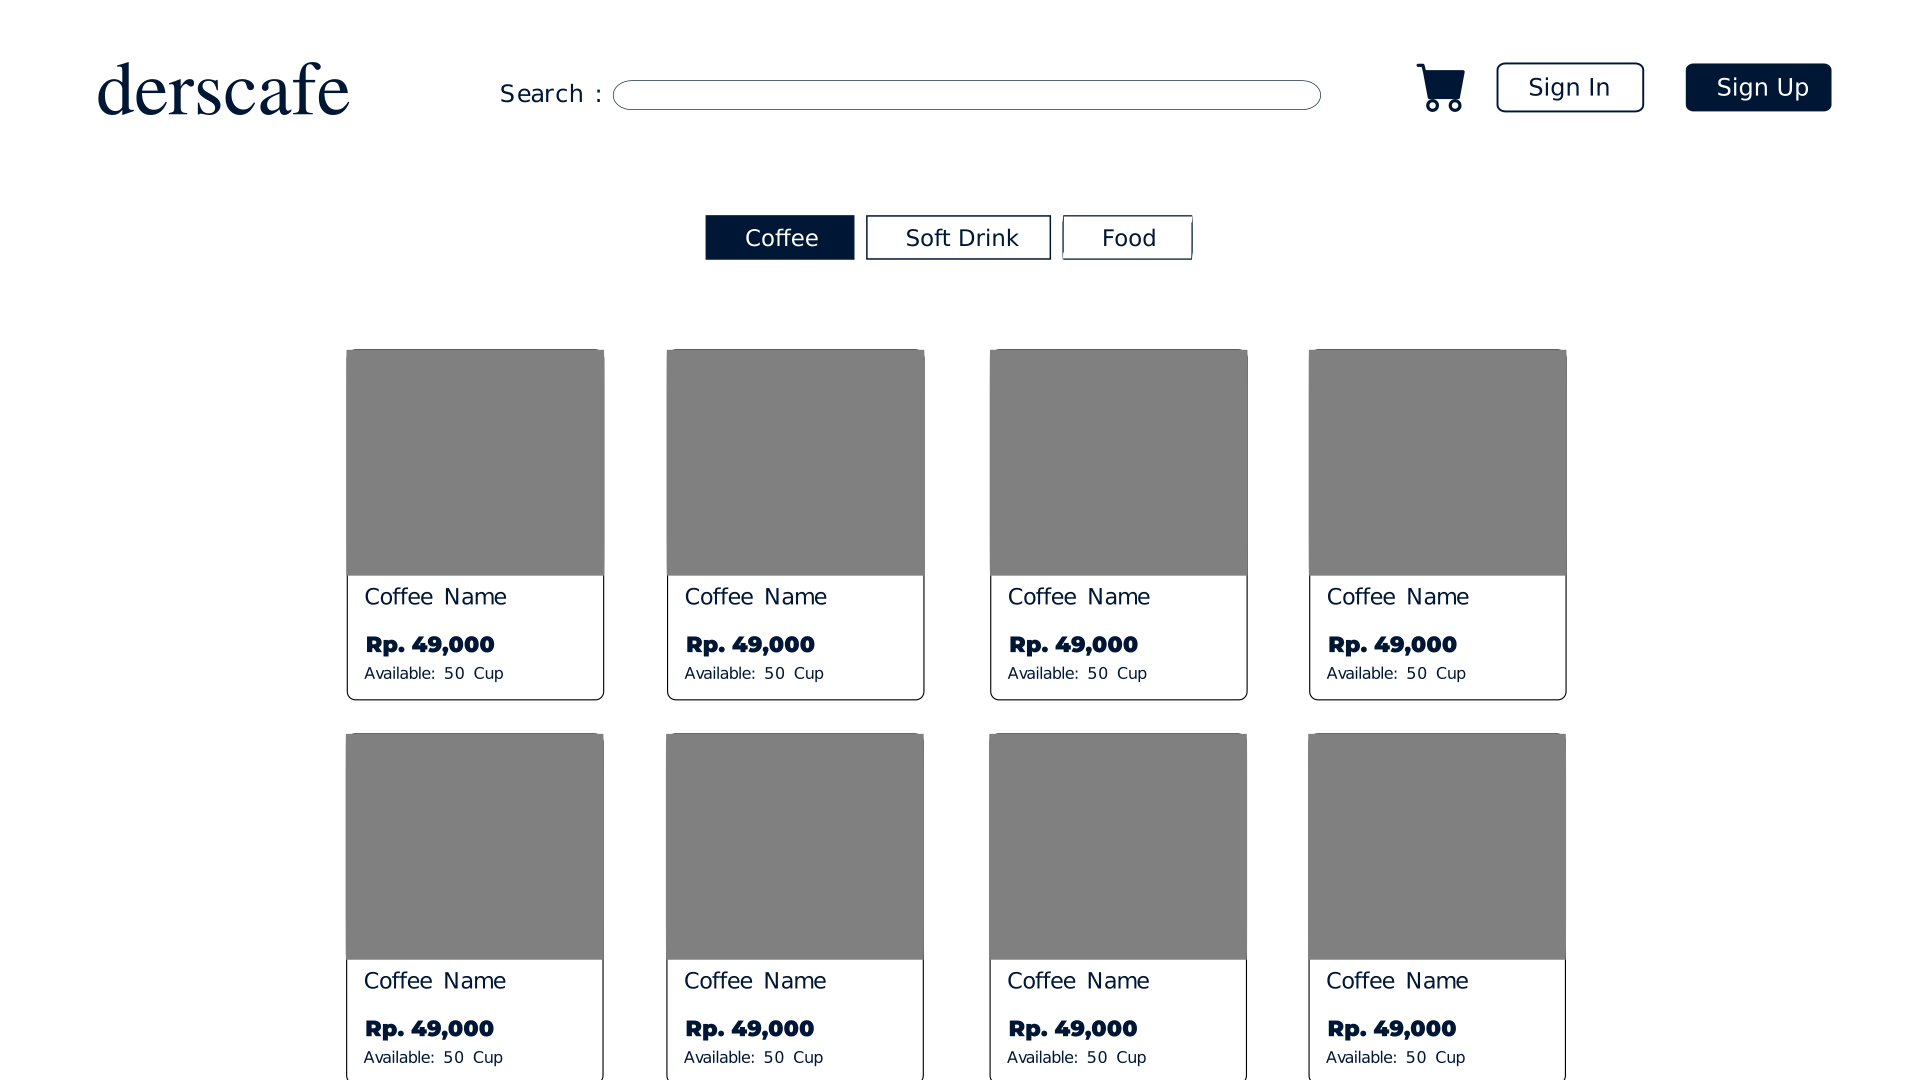 derscafe
Search :
Sign In
Sign Up
Coffee
Soft Drink
Food
Coffee Name
Rp. 49,000
Available: 50 Cup
Coffee Name
Rp. 49,000
Available: 50 Cup
Coffee Name
Rp. 49,000
Available: 50 Cup
Coffee Name
Rp. 49,000
Available: 50 Cup
Coffee Name
Rp. 49,000
Available: 50 Cup
Coffee Name
Rp. 49,000
Available: 50 Cup
Coffee Name
Rp. 49,000
Available: 50 Cup
Coffee Name
Rp. 49,000
Available: 50 Cup